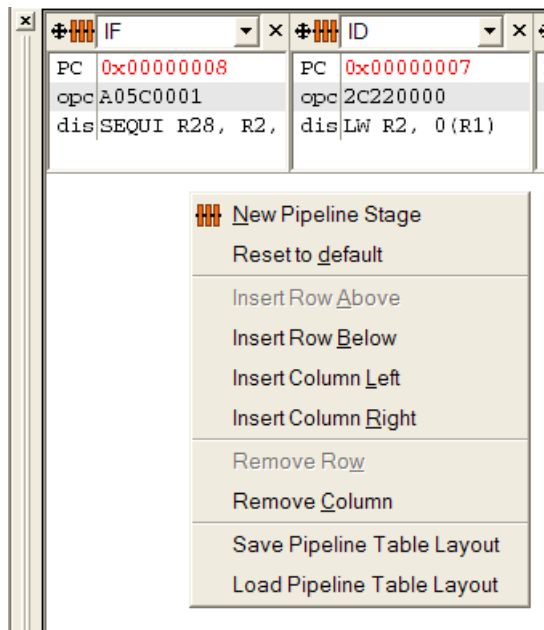 IF
ID
PC 0x00000008
opc A05C0001
dis SEQUI R28, R2,
PC 0x00000007
opc 2C220000
dis LW R2, 0(R1)
New Pipeline Stage
Reset to default
Insert Row Above
Insert Row Below
Insert Column Left
Insert Column Right
Remove Row
Remove Column
Save Pipeline Table Layout
Load Pipeline Table Layout